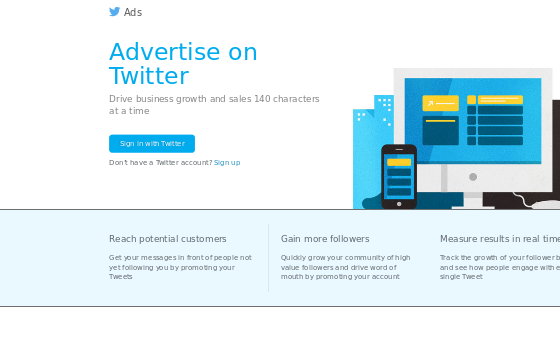 Ads
Advertise on
Twitter
Drive business growth and sales 140 characters
at a time
Sign in with Twitter
Don't have a Twitter account? Sign up
Reach potential customers
Get your messages in front of people not
yet following you by promoting your
Tweets
Gain more followers
Quickly grow your community of high
value followers and drive word of
mouth by promoting your account
Measure results in real time
Track the growth of your follower
and see how people engage with
single Tweet